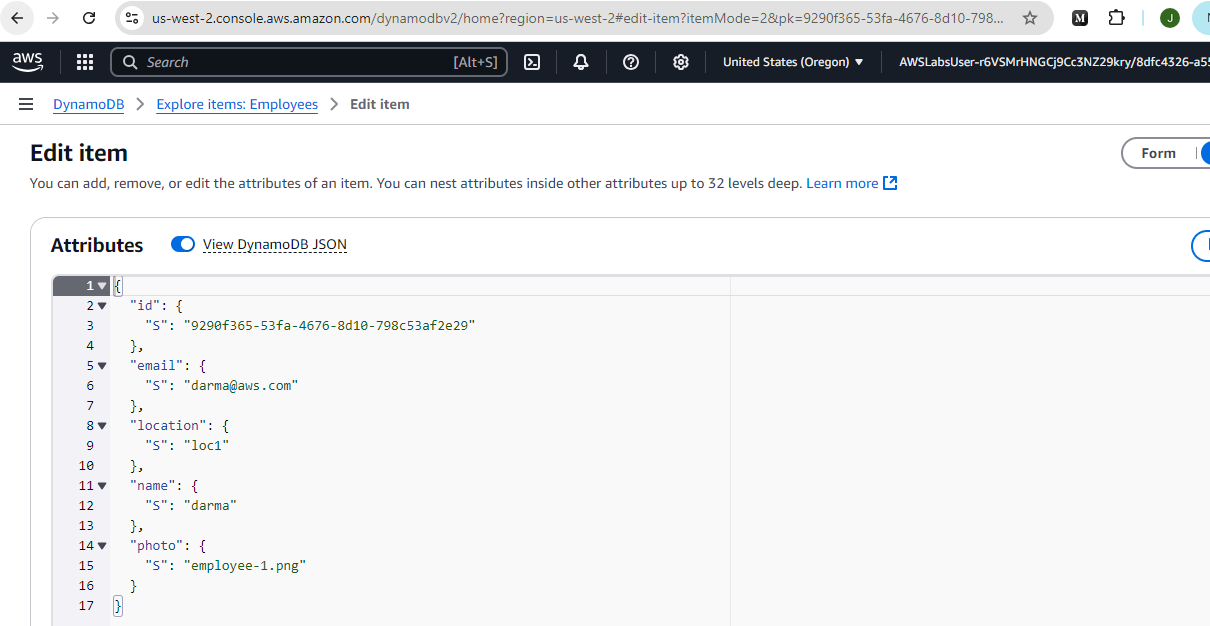 us-west-2.console.aws.amazon.com/dynamodbv2/home?region=us-west-2#edit-item?itemMode=2&pk=9290f365-53fa-4676-8d10-798...
M
J
aws
Search
[Alt+S]
United States (Oregon) ▼
AWSLabsUser-r6VSMrHNGCj9Cc3NZ29kry/8dfc4326-a55
DynamoDB > Explore items: Employees > Edit item
Edit item
Form
You can add, remove, or edit the attributes of an item. You can nest attributes inside other attributes up to 32 levels deep. Learn more
Attributes
View DynamoDB JSON
1 {
2 "id": {
3 "S": "9290f365-53fa-4676-8d10-798c53af2e29"
4 },
5 "email": {
6 "S": "darma@aws.com"
7 },
8 "location": {
9 "S": "loc1"
10 },
11 "name": {
12 "S": "darma"
13 },
14 "photo": {
15 "S": "employee-1.png"
16 }
17 }